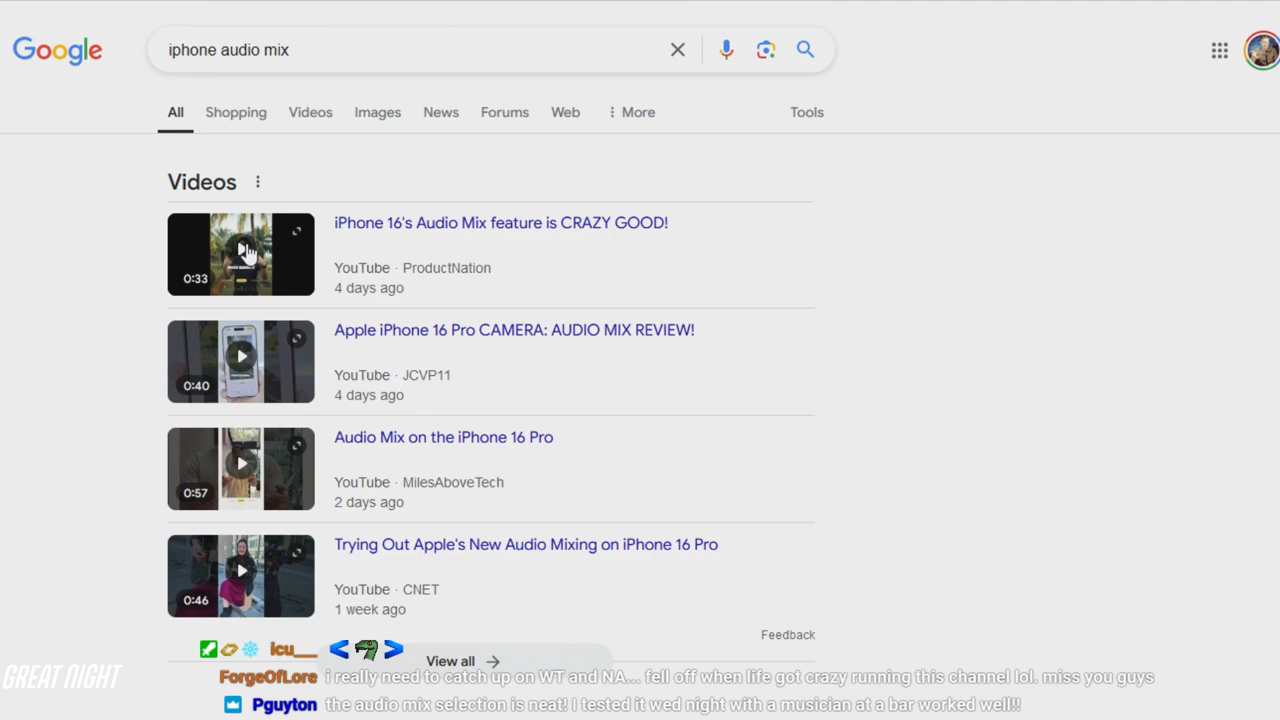 Google
iphone audio mix
All Shopping Videos Images News Forums Web More Tools
Videos
iPhone 16's Audio Mix feature is CRAZY GOOD!
0:33
YouTube · ProductNation
4 days ago
Apple iPhone 16 Pro CAMERA: AUDIO MIX REVIEW!
0:40
YouTube · JCVP11
4 days ago
Audio Mix on the iPhone 16 Pro
0:57
YouTube · MilesAboveTech
2 days ago
Trying Out Apple's New Audio Mixing on iPhone 16 Pro
0:46
YouTube · CNET
1 week ago
Feedback
View all
icu___
GREAT NIGHT
ForgeOfLore i really need to catch up on WT and NA... fell off when life got crazy running this channel lol. miss you guys
Pguyton the audio mix selection is neat! I tested it wed night with a musician at a bar worked well!!